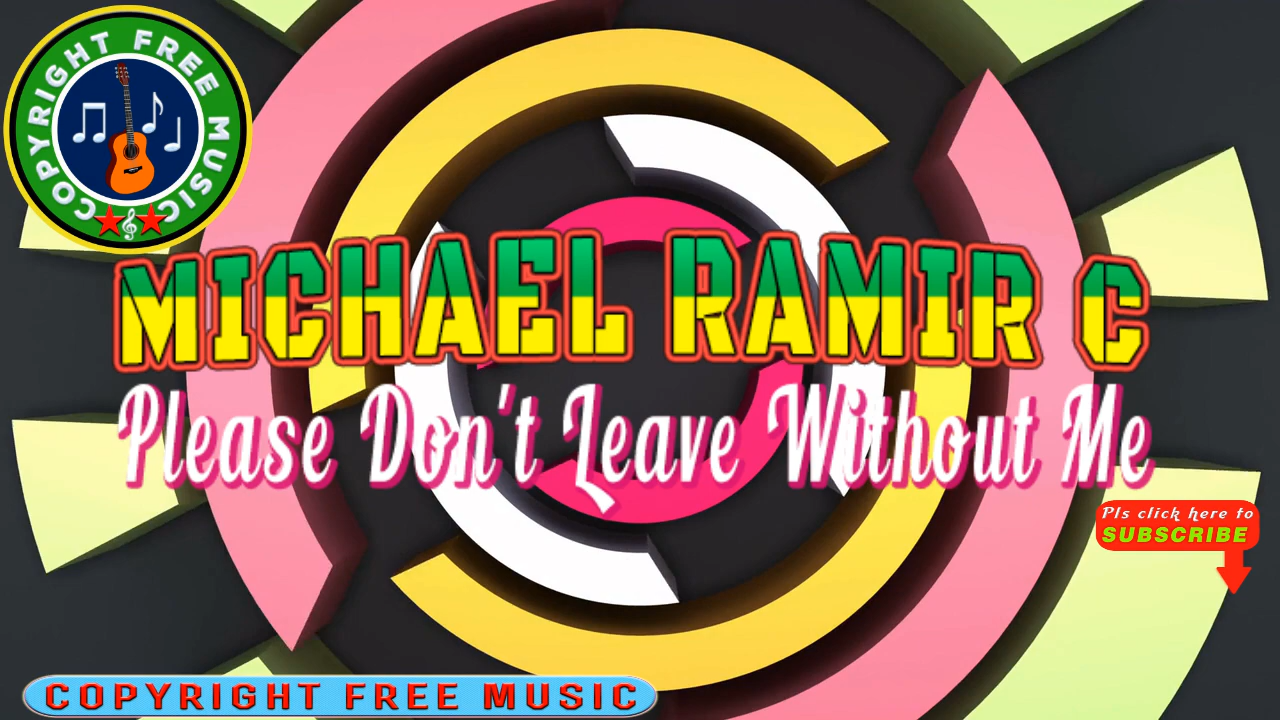 COPYRIGHT FREE MUSIC
MICHAEL RAMIR C
Please Don't Leave Without Me
Pls click here to
SUBSCRIBE
COPYRIGHT FREE MUSIC